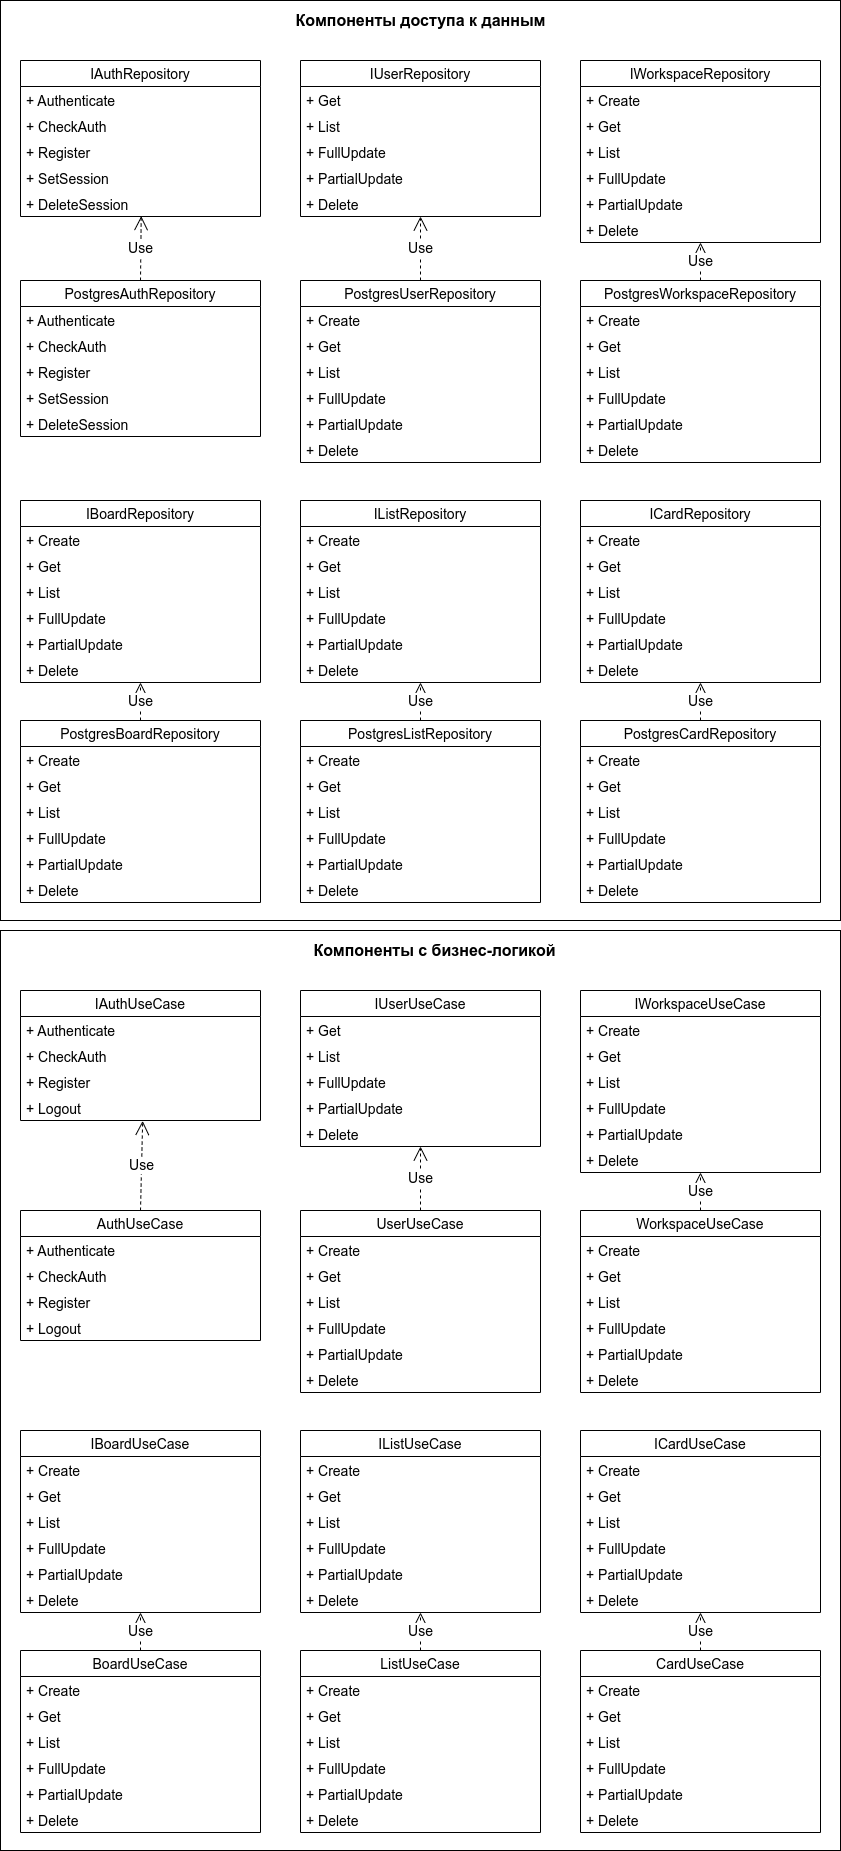 Компоненты доступа к данным
IAuthRepository
+ Authenticate
+ CheckAuth
+ Register
+ SetSession
+ DeleteSession
IUserRepository
+ Get
+ List
+ FullUpdate
+ PartialUpdate
+ Delete
IWorkspaceRepository
+ Create
+ Get
+ List
+ FullUpdate
+ PartialUpdate
+ Delete
Use
Use
Use
PostgresAuthRepository
+ Authenticate
+ CheckAuth
+ Register
+ SetSession
+ DeleteSession
PostgresUserRepository
+ Create
+ Get
+ List
+ FullUpdate
+ PartialUpdate
+ Delete
PostgresWorkspaceRepository
+ Create
+ Get
+ List
+ FullUpdate
+ PartialUpdate
+ Delete
IBoardRepository
+ Create
+ Get
+ List
+ FullUpdate
+ PartialUpdate
+ Delete
IListRepository
+ Create
+ Get
+ List
+ FullUpdate
+ PartialUpdate
+ Delete
ICardRepository
+ Create
+ Get
+ List
+ FullUpdate
+ PartialUpdate
+ Delete
Use
Use
Use
PostgresBoardRepository
+ Create
+ Get
+ List
+ FullUpdate
+ PartialUpdate
+ Delete
PostgresListRepository
+ Create
+ Get
+ List
+ FullUpdate
+ PartialUpdate
+ Delete
PostgresCardRepository
+ Create
+ Get
+ List
+ FullUpdate
+ PartialUpdate
+ Delete
Компоненты с бизнес-логикой
IAuthUseCase
+ Authenticate
+ CheckAuth
+ Register
+ Logout
IUserUseCase
+ Get
+ List
+ FullUpdate
+ PartialUpdate
+ Delete
IWorkspaceUseCase
+ Create
+ Get
+ List
+ FullUpdate
+ PartialUpdate
+ Delete
Use
Use
Use
AuthUseCase
+ Authenticate
+ CheckAuth
+ Register
+ Logout
UserUseCase
+ Create
+ Get
+ List
+ FullUpdate
+ PartialUpdate
+ Delete
WorkspaceUseCase
+ Create
+ Get
+ List
+ FullUpdate
+ PartialUpdate
+ Delete
IBoardUseCase
+ Create
+ Get
+ List
+ FullUpdate
+ PartialUpdate
+ Delete
IListUseCase
+ Create
+ Get
+ List
+ FullUpdate
+ PartialUpdate
+ Delete
ICardUseCase
+ Create
+ Get
+ List
+ FullUpdate
+ PartialUpdate
+ Delete
Use
Use
Use
BoardUseCase
+ Create
+ Get
+ List
+ FullUpdate
+ PartialUpdate
+ Delete
ListUseCase
+ Create
+ Get
+ List
+ FullUpdate
+ PartialUpdate
+ Delete
CardUseCase
+ Create
+ Get
+ List
+ FullUpdate
+ PartialUpdate
+ Delete